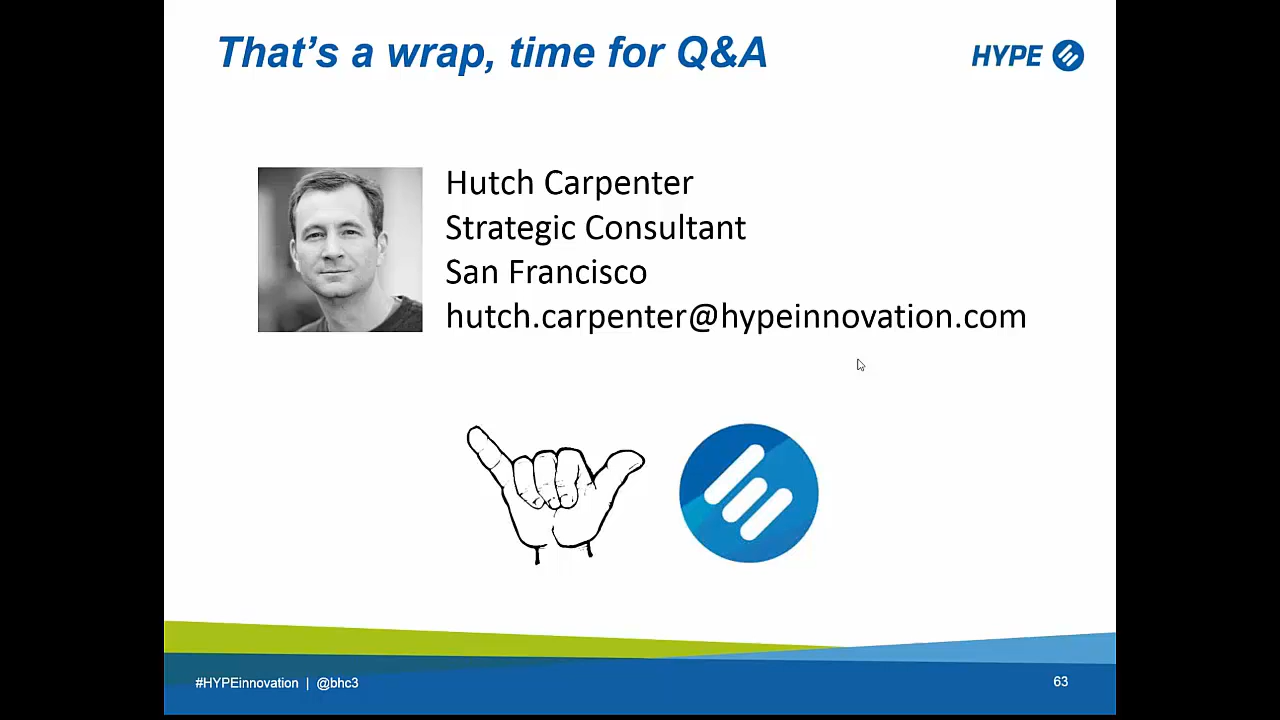 That's a wrap, time for Q&A
HYPE
Hutch Carpenter
Strategic Consultant
San Francisco
hutch.carpenter@hypeinnovation.com
#HYPEinnovation | @bhc3
63